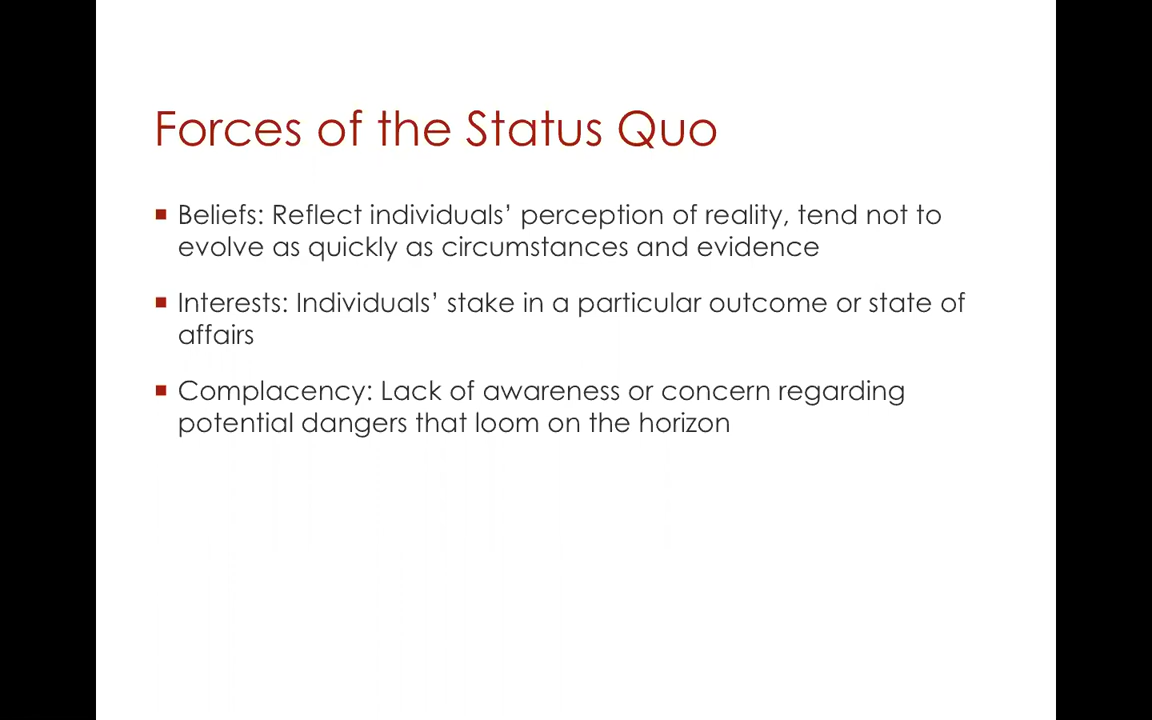 Forces of the Status Quo
▪ Beliefs: Reflect individuals’ perception of reality, tend not to
evolve as quickly as circumstances and evidence
▪ Interests: Individuals’ stake in a particular outcome or state of
affairs
▪ Complacency: Lack of awareness or concern regarding
potential dangers that loom on the horizon